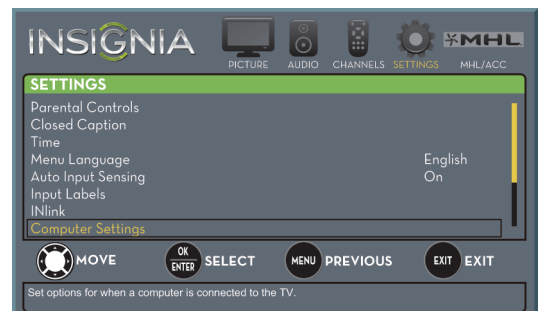 INSIGNIA
MHL
PICTURE AUDIO CHANNELS SETTINGS MHL/ACC
SETTINGS
Parental Controls
Closed Caption
Time
Menu Language English
Auto Input Sensing On
Input Labels
INlink
Computer Settings
MOVE OK ENTER SELECT MENU PREVIOUS EXIT EXIT
Set options for when a computer is connected to the TV.